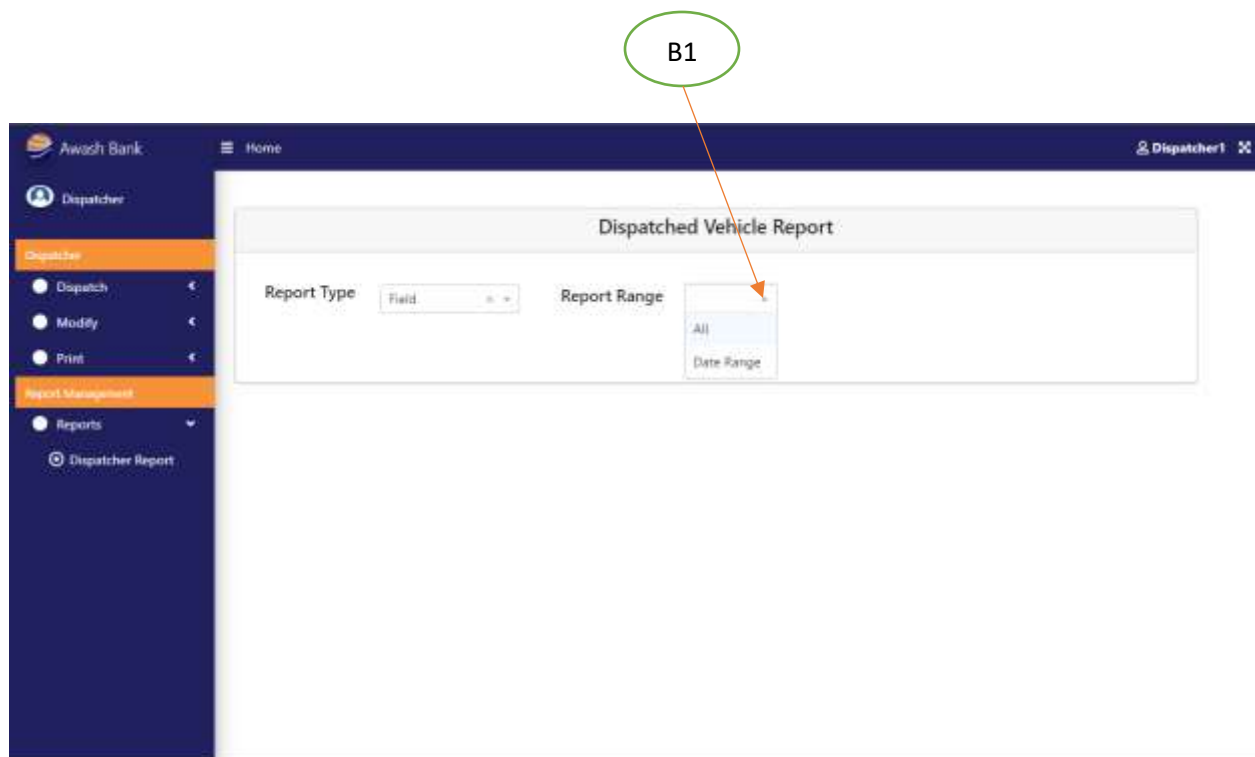 B1
Awash Bank
Home
Dispatcher1
Dispatcher
Dispatched Vehicle Report
Dispatcher
Dispatch
Report Type
Field
Report Range
Modify
All
Print
Date Range
Report Management
Reports
Dispatcher Report